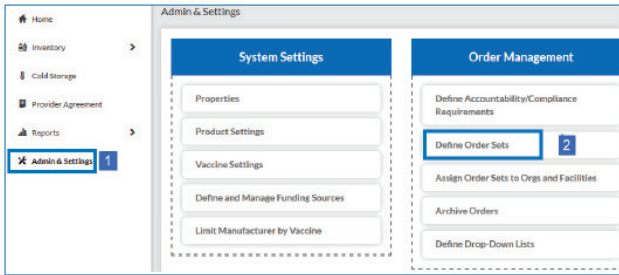 Admin & Settings
Home
Inventory
Cold Storage
Provider Agreement
Reports
Admin & Settings 1
System Settings
Properties
Product Settings
Vaccine Settings
Define and Manage Funding Sources
Limit Manufacturer by Vaccine
Order Management
Define Accountability/Compliance
Requirements
Define Order Sets 2
Assign Order Sets to Orgs and Facilities
Archive Orders
Define Drop-Down Lists